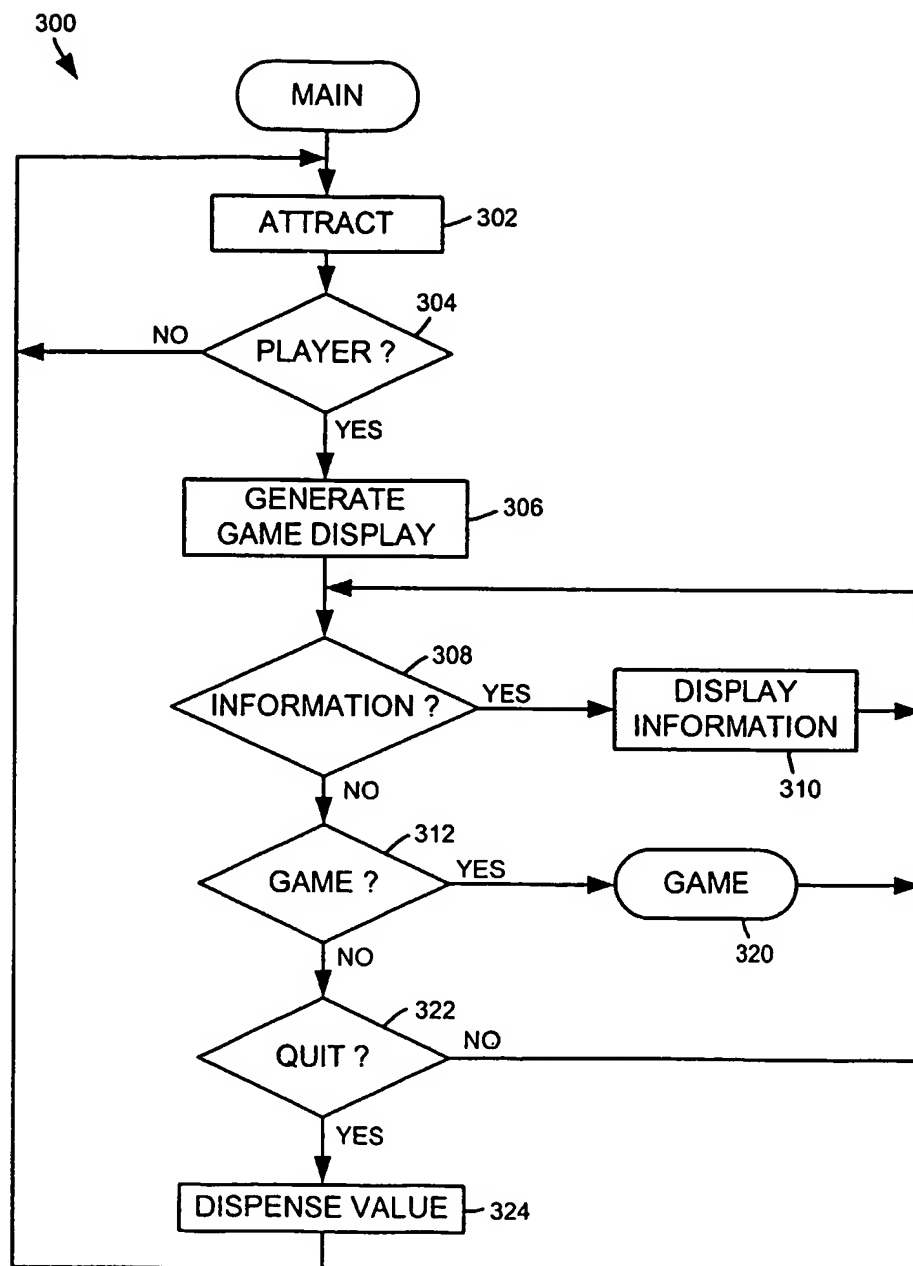 300
MAIN
ATTRACT
302
304
NO
PLAYER ?
YES
GENERATE
GAME DISPLAY
306
308
INFORMATION ?
YES
DISPLAY
INFORMATION
310
NO
312
GAME ?
YES
GAME
320
NO
322
QUIT ?
NO
YES
DISPENSE VALUE
324